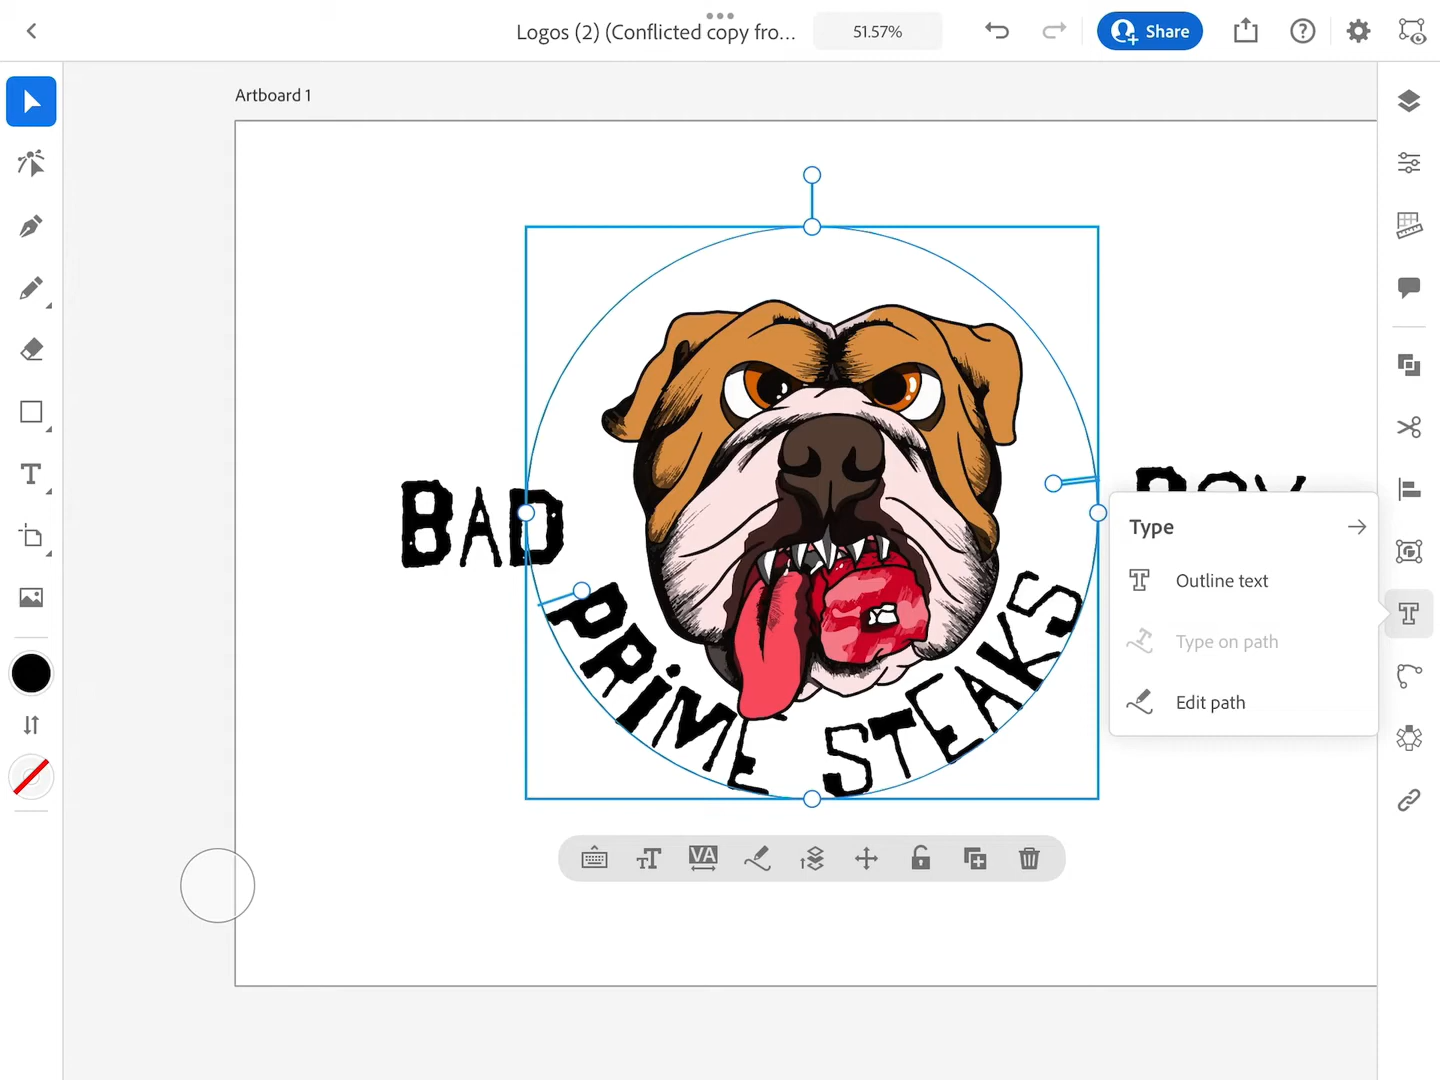 Logos (2) (Conflicted copy fro...
51.57%
Share
Artboard 1
BAD
BOY
PRIME STEAKS
Type
Outline text
Type on path
Edit path
T
VA